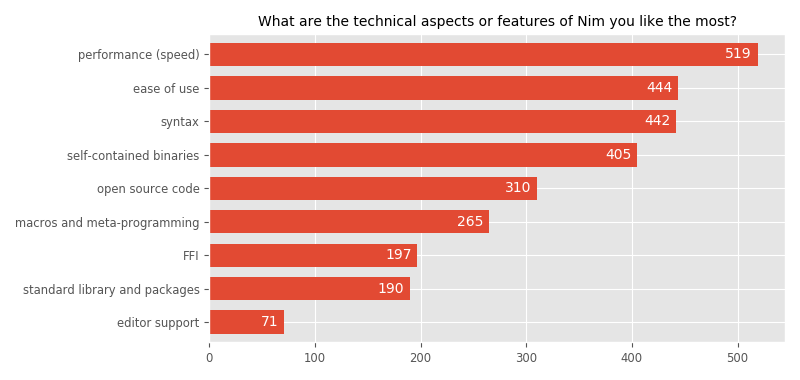 What are the technical aspects or features of Nim you like the most?
performance (speed) 519
ease of use 444
syntax 442
self-contained binaries 405
open source code 310
macros and meta-programming 265
FFI 197
standard library and packages 190
editor support 71
0 100 200 300 400 500